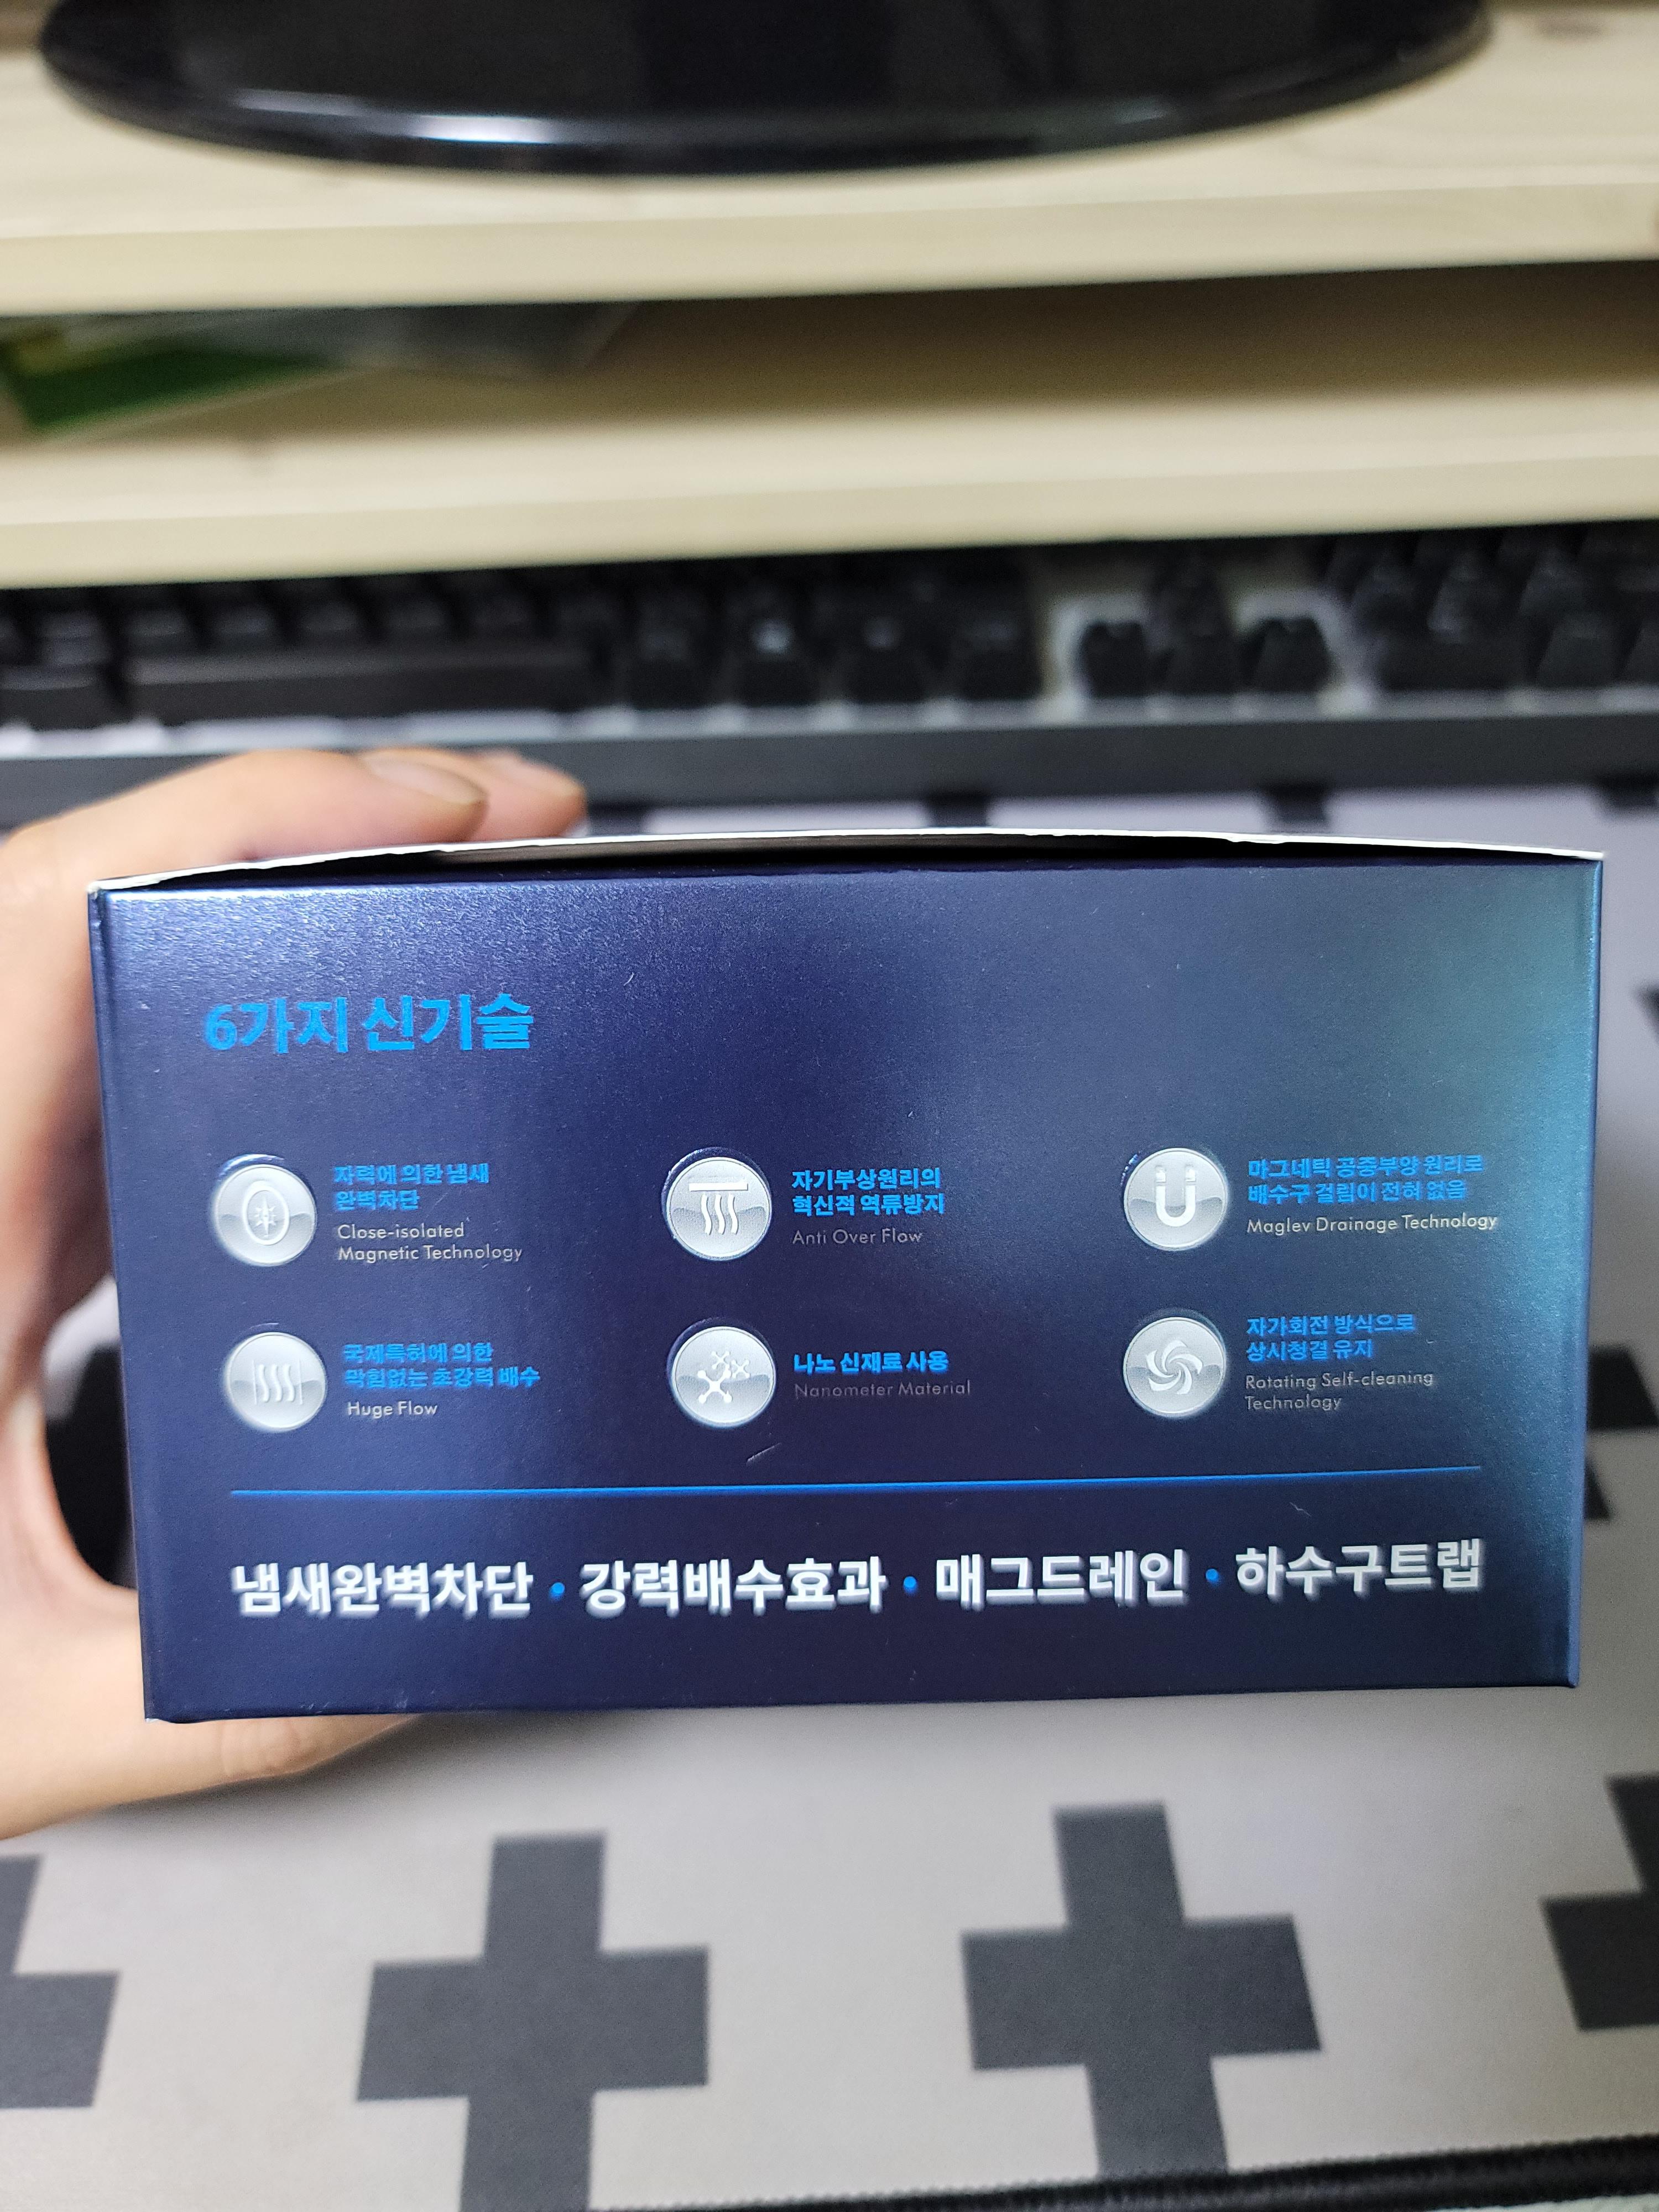 6가지 신기술
자력에 의한 냄새
완벽차단
Close-isolated
Magnetic Technology
자기부상원리의
혁신적 역류방지
Anti Over Flow
마그네틱 공중부양 원리로
배수구 걸림이 전혀 없음
Maglev Drainage Technology
국제특허에 의한
막힘없는 초강력 배수
Huge Flow
나노 신재료 사용
Nanometer Material
자가회전 방식으로
상시청결 유지
Rotating Self-cleaning
Technology
냄새완벽차단 · 강력배수효과 · 매그드레인 · 하수구트랩